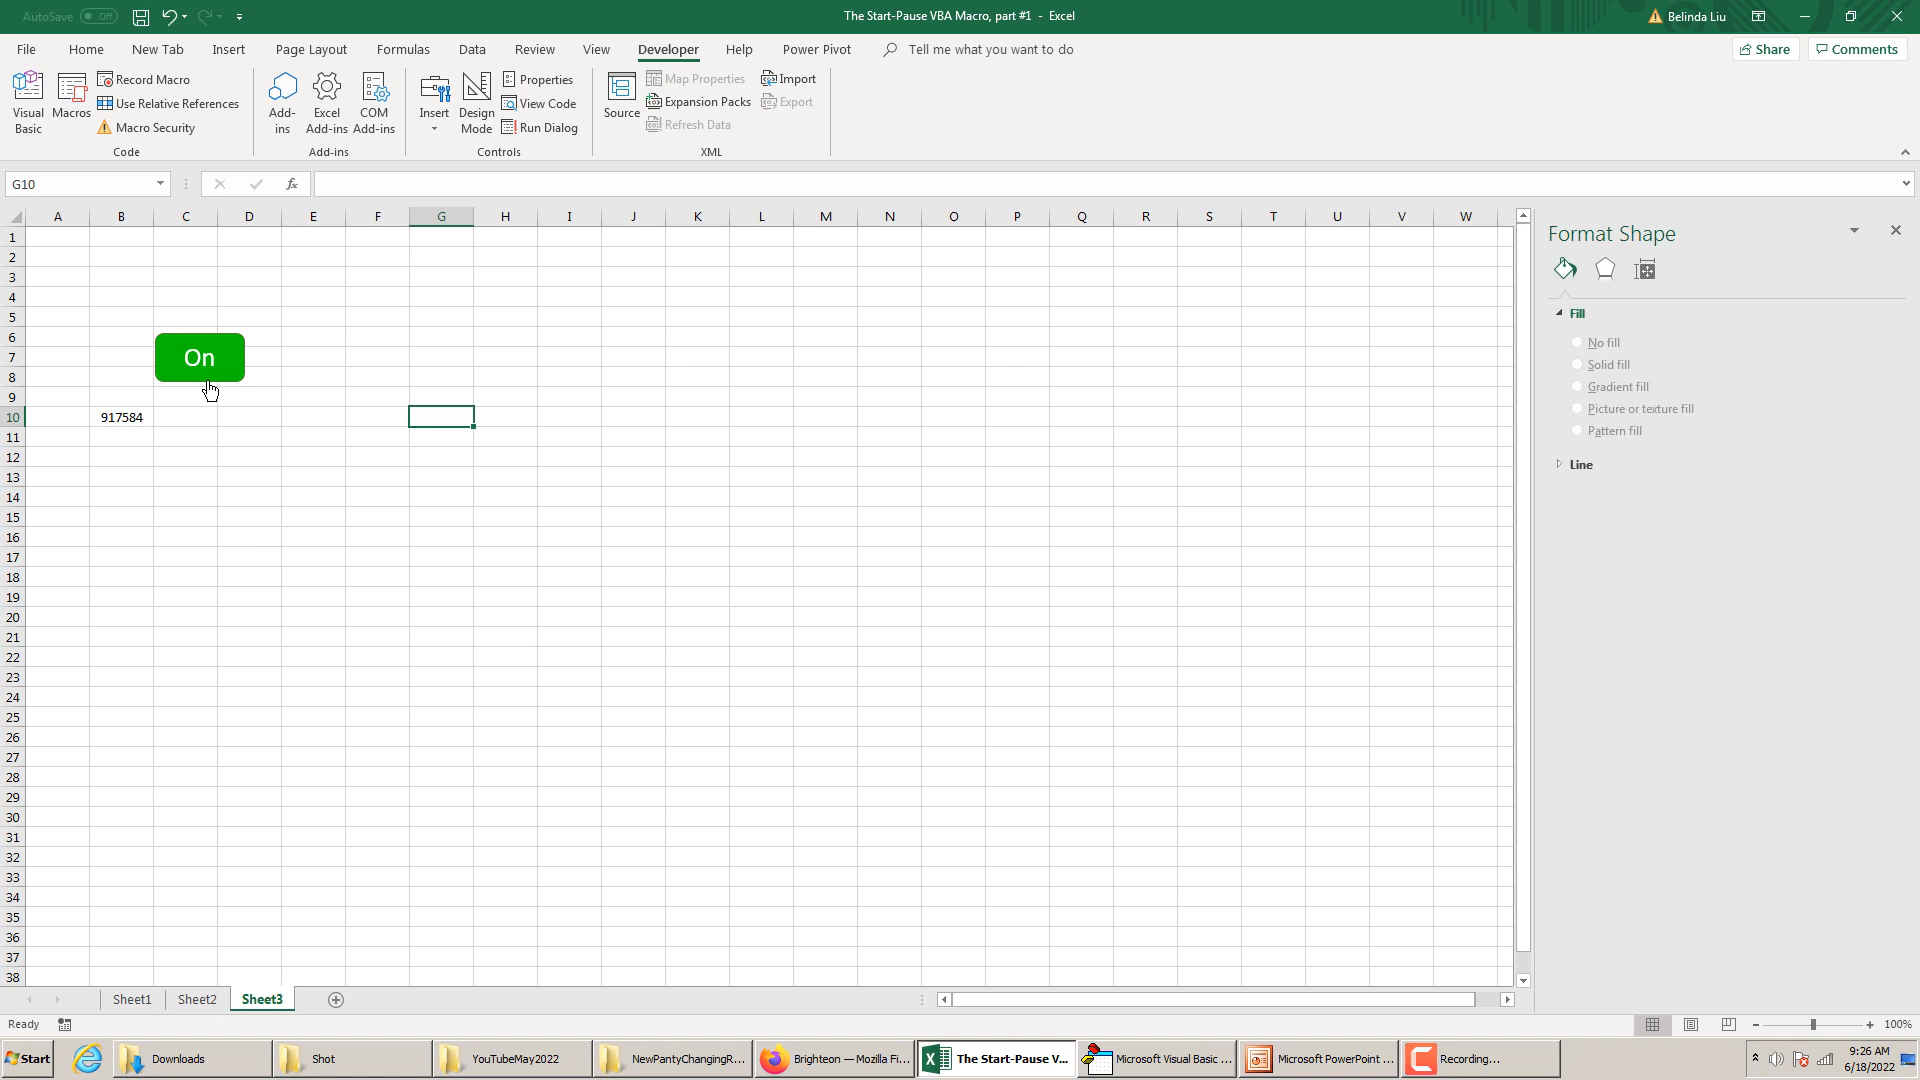 AutoSave Off The Start-Pause VBA Macro, part #1 - Excel Belinda Liu
File Home New Tab Insert Page Layout Formulas Data Review View Developer Help Power Pivot Tell me what you want to do Share Comments
Visual Basic
Macros
Record Macro
Use Relative References
Macro Security
Code
Add-ins
Excel Add-ins
COM Add-ins
Add-ins
Insert
Design Mode
Properties
View Code
Run Dialog
Controls
Source
Map Properties
Expansion Packs
Refresh Data
Import
Export
XML
G10 fx
A B C D E F G H I J K L M N O P Q R S T U V W
1
2
3
4
5
6
7
8
9
10
11
12
13
14
15
16
17
18
19
20
21
22
23
24
25
26
27
28
29
30
31
32
33
34
35
36
37
38
On
917584
Format Shape
Fill
No fill
Solid fill
Gradient fill
Picture or texture fill
Pattern fill
Line
Sheet1 Sheet2 Sheet3
Ready 100%
Start Downloads Shot YouTubeMay2022 NewPantyChangingR... Brighteon — Mozilla Fi... The Start-Pause V... Microsoft Visual Basic ... Microsoft PowerPoint ... Recording... 9:26 AM
6/18/2022